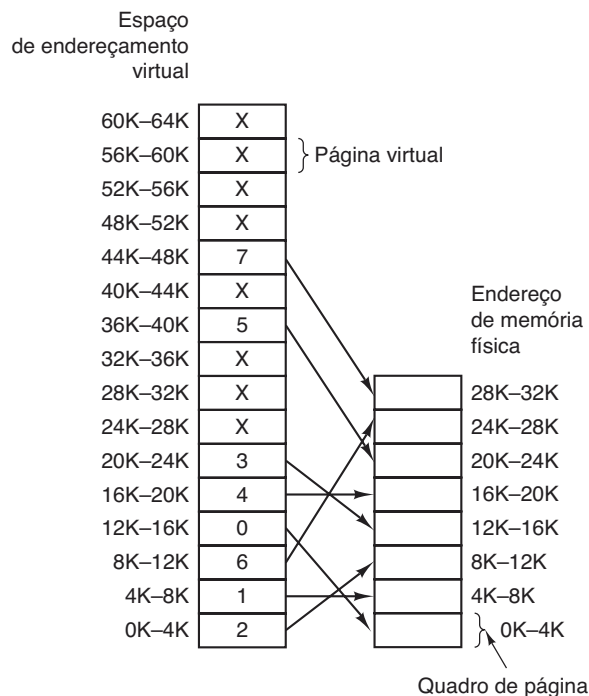 Espaço
de endereçamento
virtual
60K–64K X
56K–60K X Página virtual
52K–56K X
48K–52K X
44K–48K 7
40K–44K X
36K–40K 5
32K–36K X
28K–32K X
24K–28K X
20K–24K 3
16K–20K 4
12K–16K 0
8K–12K 6
4K–8K 1
0K–4K 2
Endereço
de memória
física
28K–32K
24K–28K
20K–24K
16K–20K
12K–16K
8K–12K
4K–8K
0K–4K
Quadro de página